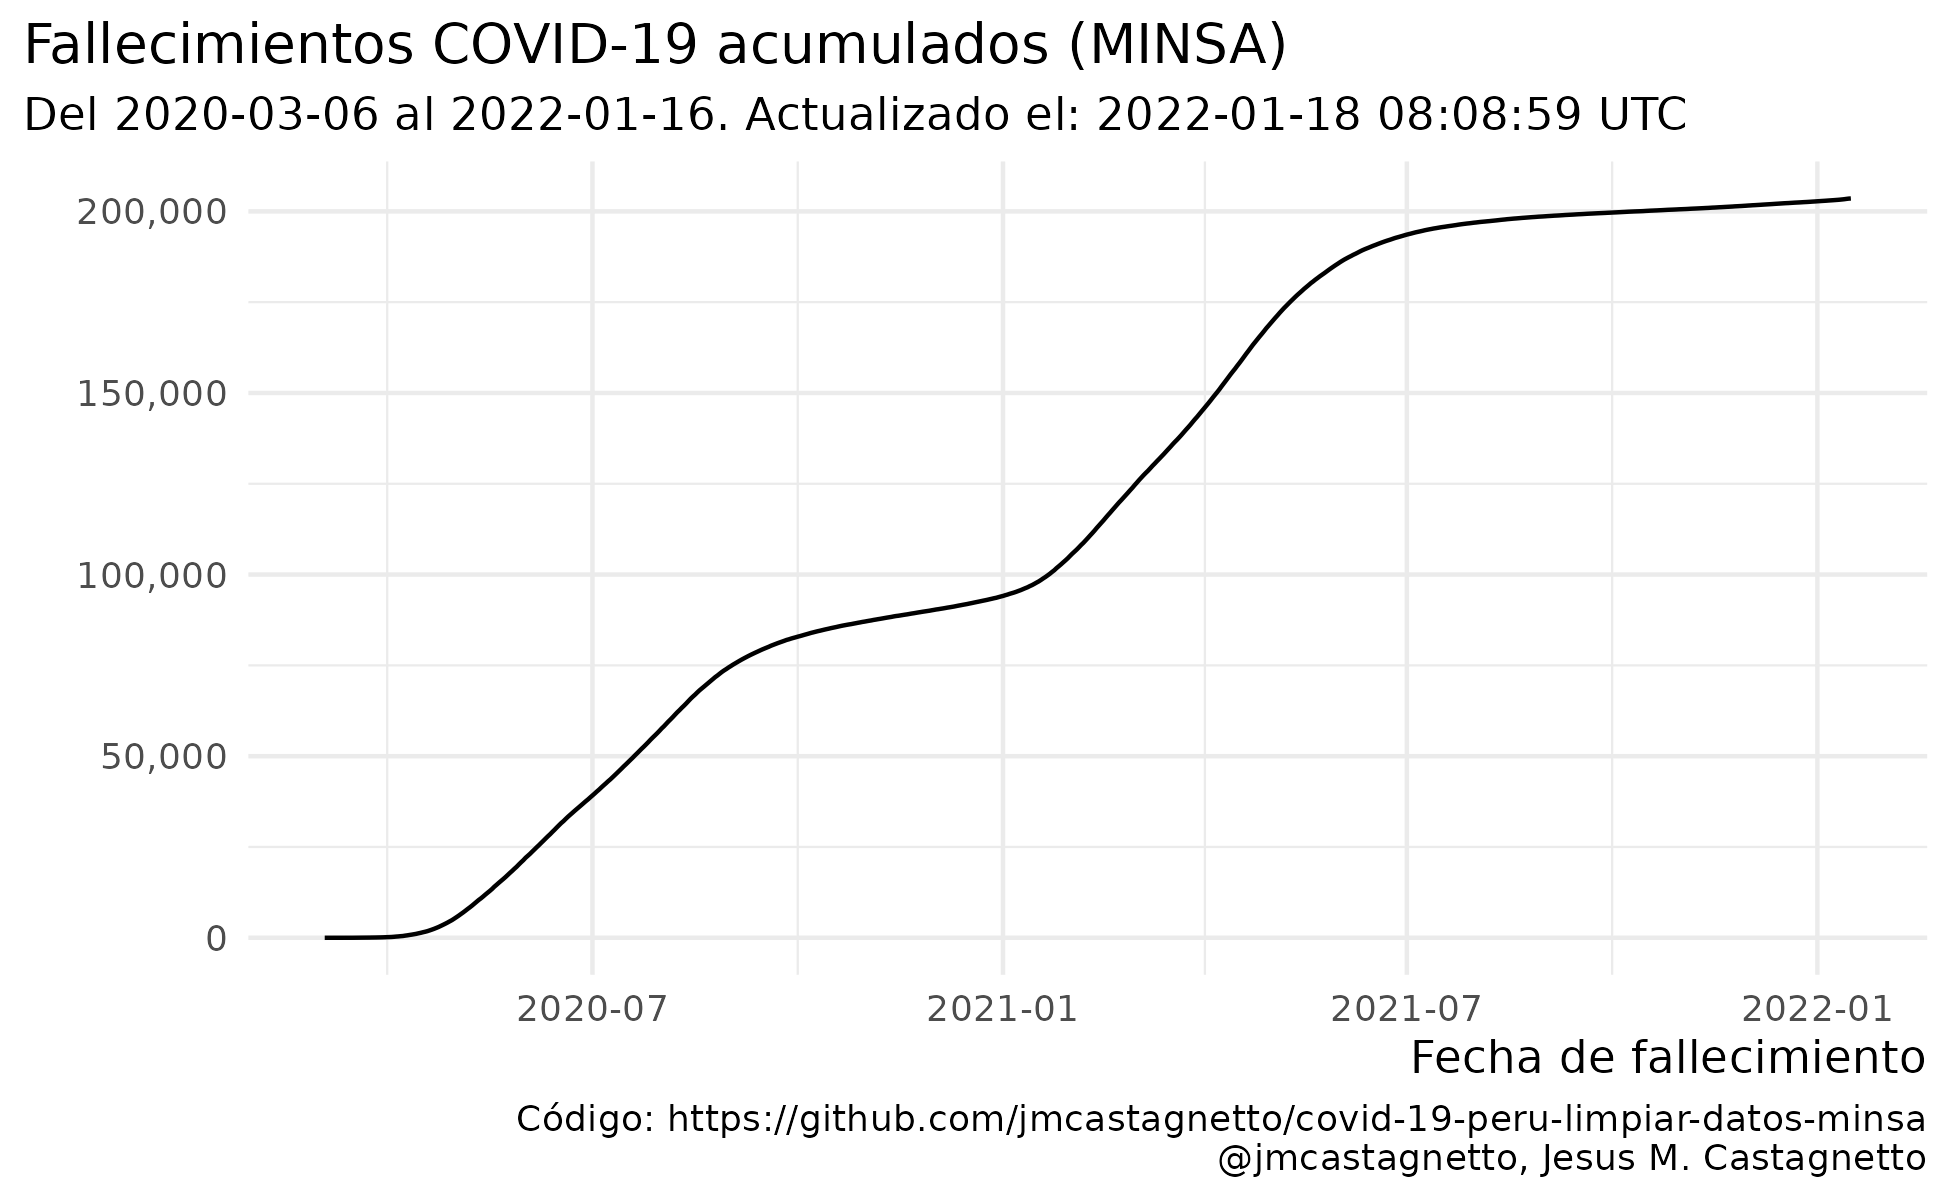 Fallecimientos COVID-19 acumulados (MINSA)
Del 2020-03-06 al 2022-01-16. Actualizado el: 2022-01-18 08:08:59 UTC
200,000
150,000
100,000
50,000
0
2020-07 2021-01 2021-07 2022-01
Fecha de fallecimiento
Código: https://github.com/jmcastagnetto/covid-19-peru-limpiar-datos-minsa
@jmcastagnetto, Jesus M. Castagnetto